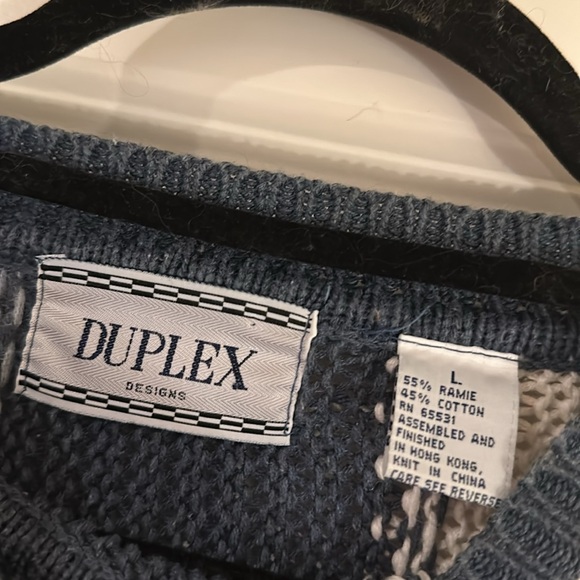 DUPLEX
DESIGNS
L.
55% RAMIE
45% COTTON
RN 65531
ASSEMBLED AND
FINISHED
IN HONG KONG,
KNIT IN CHINA
CARE SEE REVERSE